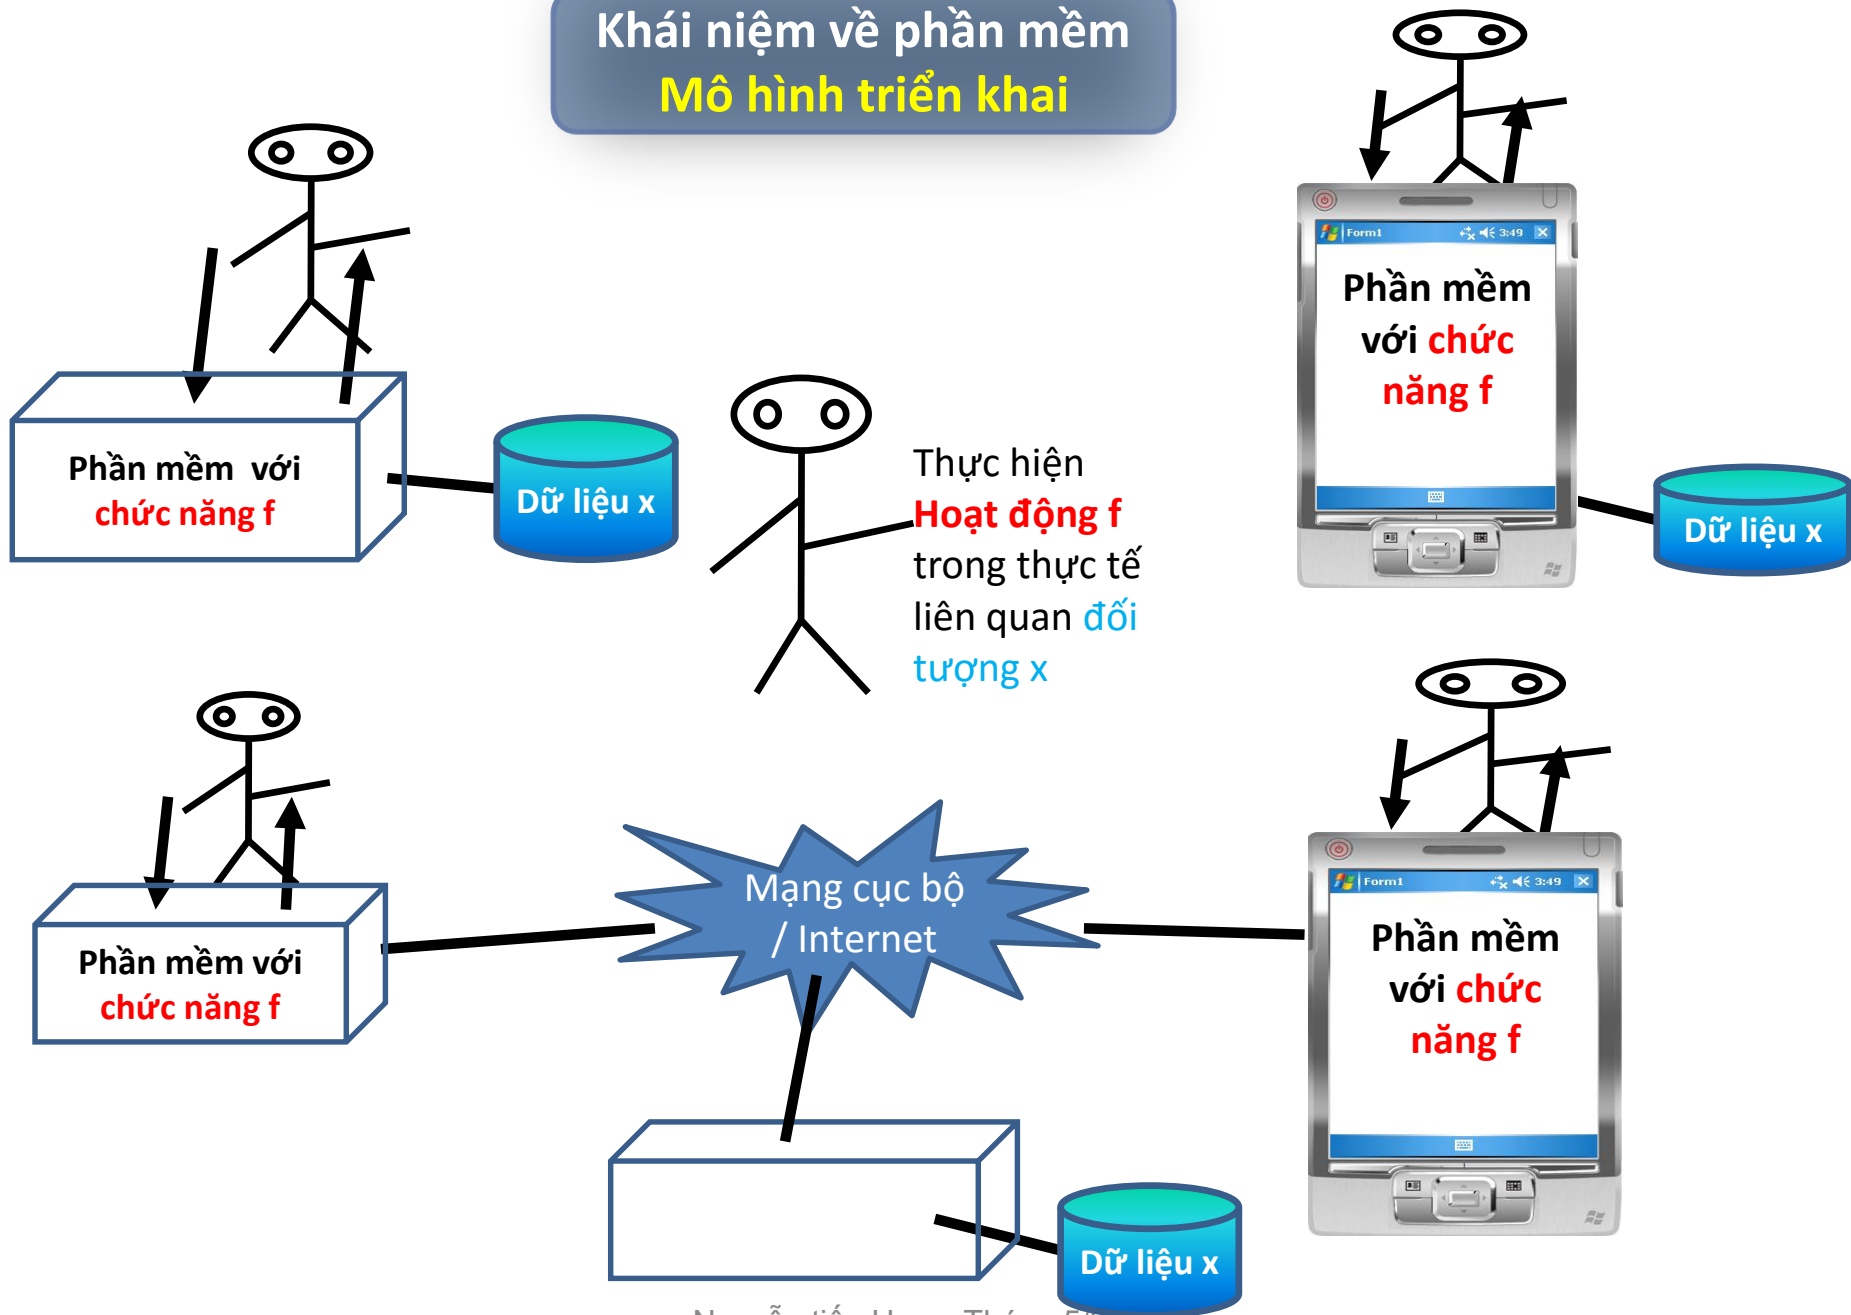 Khái niệm về phần mềm
Mô hình triển khai
Form1 3:49
Phần mềm
với chức
năng f
Phần mềm với
chức năng f
Dữ liệu x
Thực hiện
Hoạt động f
trong thực tế
liên quan đối
tượng x
Dữ liệu x
Mạng cục bộ
/ Internet
Form1 3:49
Phần mềm
với chức
năng f
Phần mềm với
chức năng f
Dữ liệu x